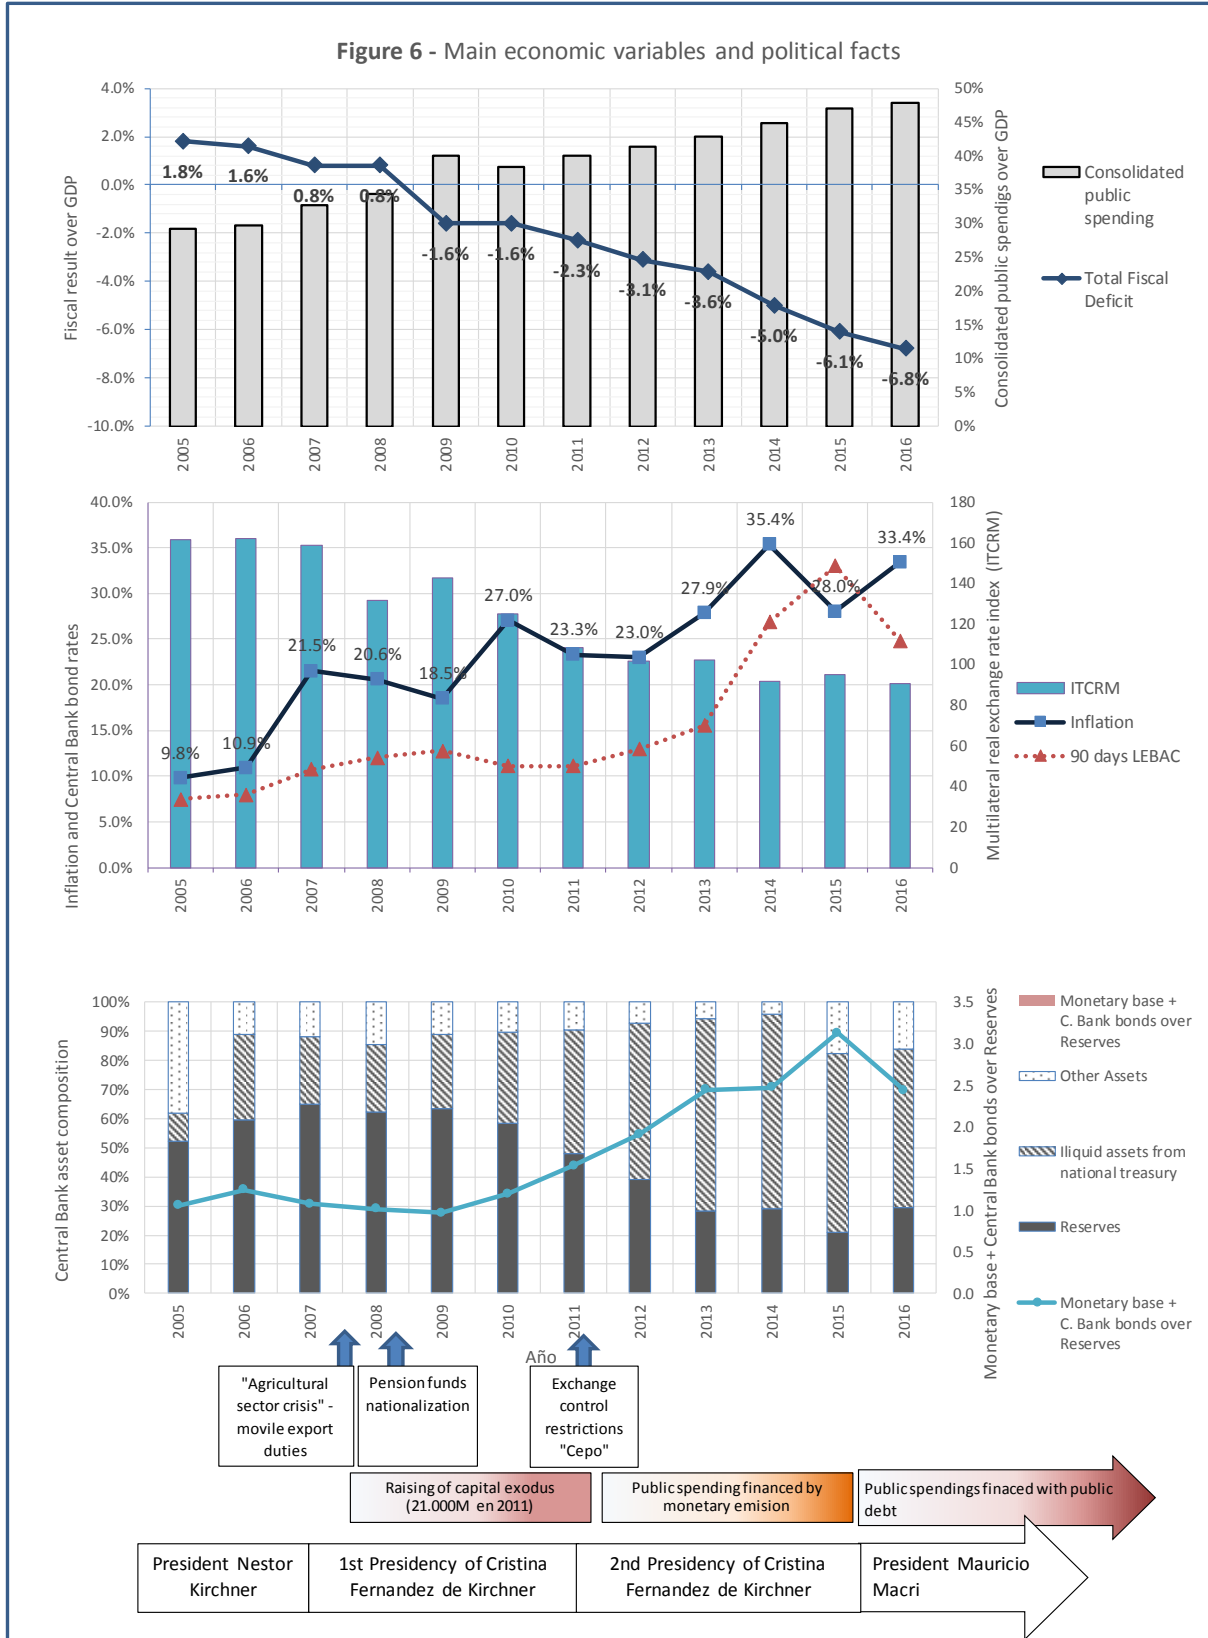 Figure 6 - Main economic variables and political facts
Fiscal result over GDP
4.0%
2.0%
0.0%
-2.0%
-4.0%
-6.0%
-8.0%
-10.0%
1.8%
1.6%
0.8%
0.8%
-1.6%
-1.6%
-2.3%
-3.1%
-3.6%
-5.0%
-6.1%
-6.8%
50%
45%
40%
35%
30%
25%
20%
15%
10%
5%
0%
Consolidated public spendigs over GDP
2005
2006
2007
2008
2009
2010
2011
2012
2013
2014
2015
2016
Consolidated
public
spending
Total Fiscal
Deficit
Inflation and Central Bank bond rates
40.0%
35.0%
30.0%
25.0%
20.0%
15.0%
10.0%
5.0%
0.0%
9.8%
10.9%
21.5%
20.6%
18.5%
27.0%
23.3%
23.0%
27.9%
35.4%
28.0%
33.4%
180
160
140
120
100
80
60
40
20
0
Multilateral real exchange rate index (ITCRM)
2005
2006
2007
2008
2009
2010
2011
2012
2013
2014
2015
2016
ITCRM
Inflation
90 days LEBAC
Central Bank asset composition
100%
90%
80%
70%
60%
50%
40%
30%
20%
10%
0%
3.5
3.0
2.5
2.0
1.5
1.0
0.5
0.0
Monetary base + Central Bank bonds over Reserves
2005
2006
2007
2008
2009
2010
2011
2012
2013
2014
2015
2016
Año
Monetary base +
C. Bank bonds over
Reserves
Other Assets
Iliquid assets from
national treasury
Reserves
Monetary base +
C. Bank bonds over
Reserves
"Agricultural
sector crisis" -
movile export
duties
Pension funds
nationalization
Exchange
control
restrictions
"Cepo"
Raising of capital exodus
(21.000M en 2011)
Public spending financed by
monetary emision
Public spendings finaced with public
debt
President Nestor
Kirchner
1st Presidency of Cristina
Fernandez de Kirchner
2nd Presidency of Cristina
Fernandez de Kirchner
President Mauricio
Macri